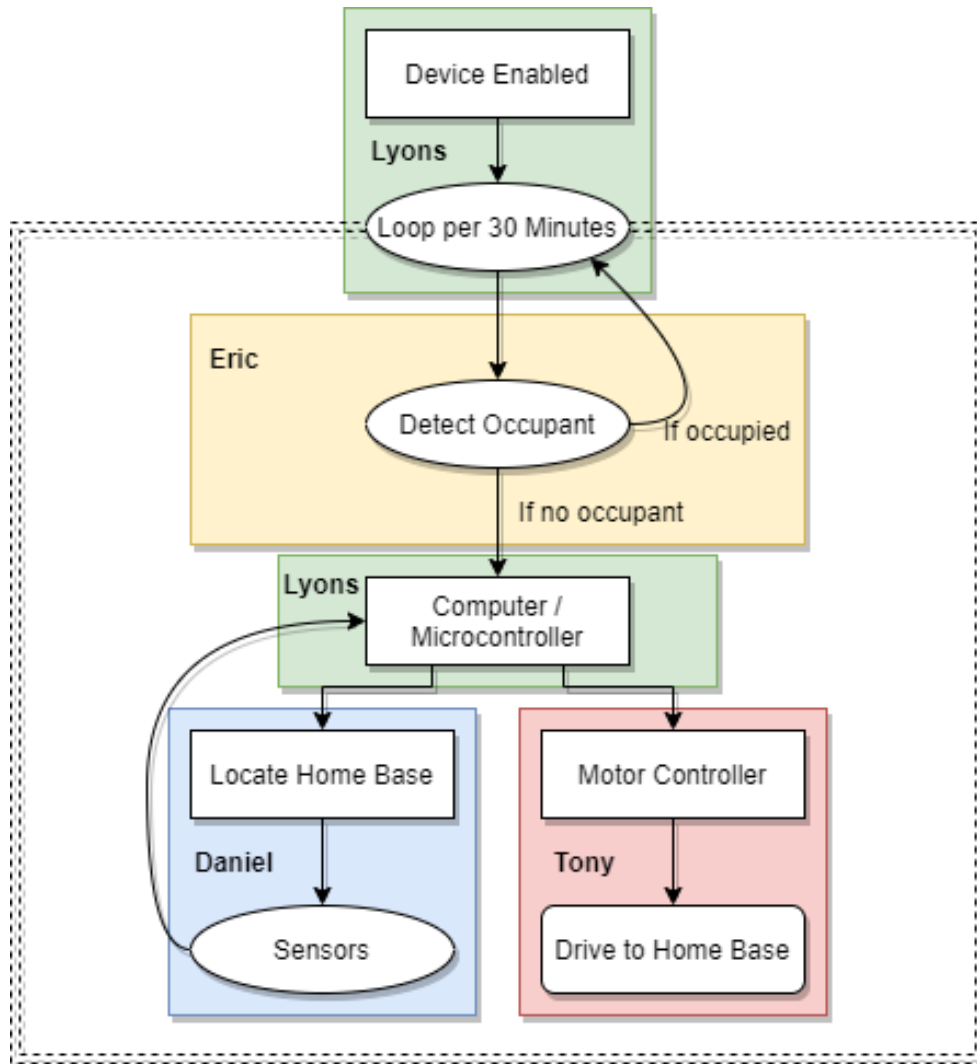 Device Enabled
Lyons
Loop per 30 Minutes
Eric
Detect Occupant
If occupied
If no occupant
Lyons
Computer /
Microcontroller
Locate Home Base
Motor Controller
Daniel
Tony
Sensors
Drive to Home Base